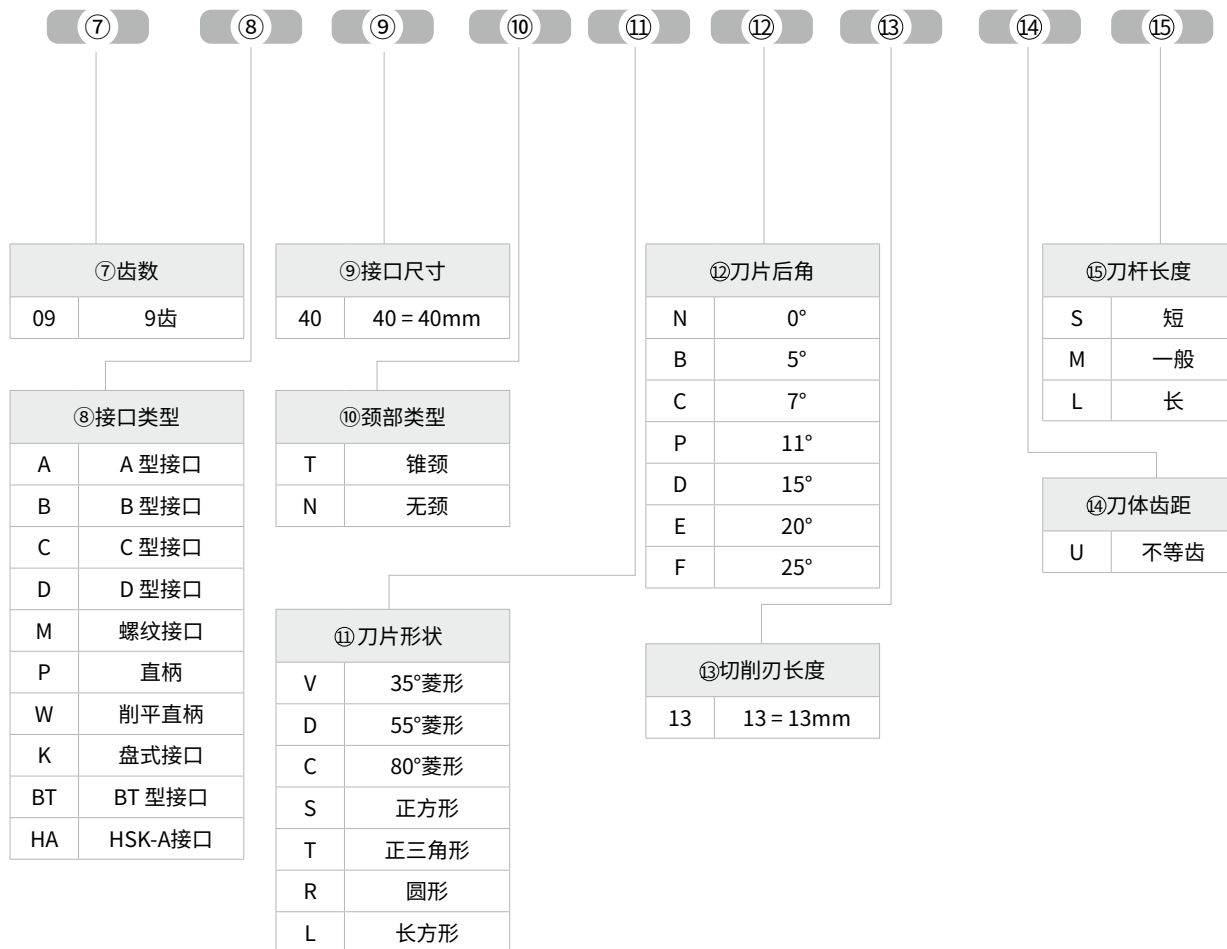 ⑦ ⑧ ⑨ ⑩ ⑪ ⑫ ⑬ ⑭ ⑮
⑦齿数
09 9齿
⑧接口类型
A A 型接口
B B 型接口
C C 型接口
D D 型接口
M 螺纹接口
P 直柄
W 削平直柄
K 盘式接口
BT BT 型接口
HA HSK-A接口
⑨接口尺寸
40 40 = 40mm
⑩颈部类型
T 锥颈
N 无颈
⑪刀片形状
V 35°菱形
D 55°菱形
C 80°菱形
S 正方形
T 正三角形
R 圆形
L 长方形
⑫刀片后角
N 0°
B 5°
C 7°
P 11°
D 15°
E 20°
F 25°
⑬切削刃长度
13 13 = 13mm
⑮刀杆长度
S 短
M 一般
L 长
⑭刀体齿距
U 不等齿